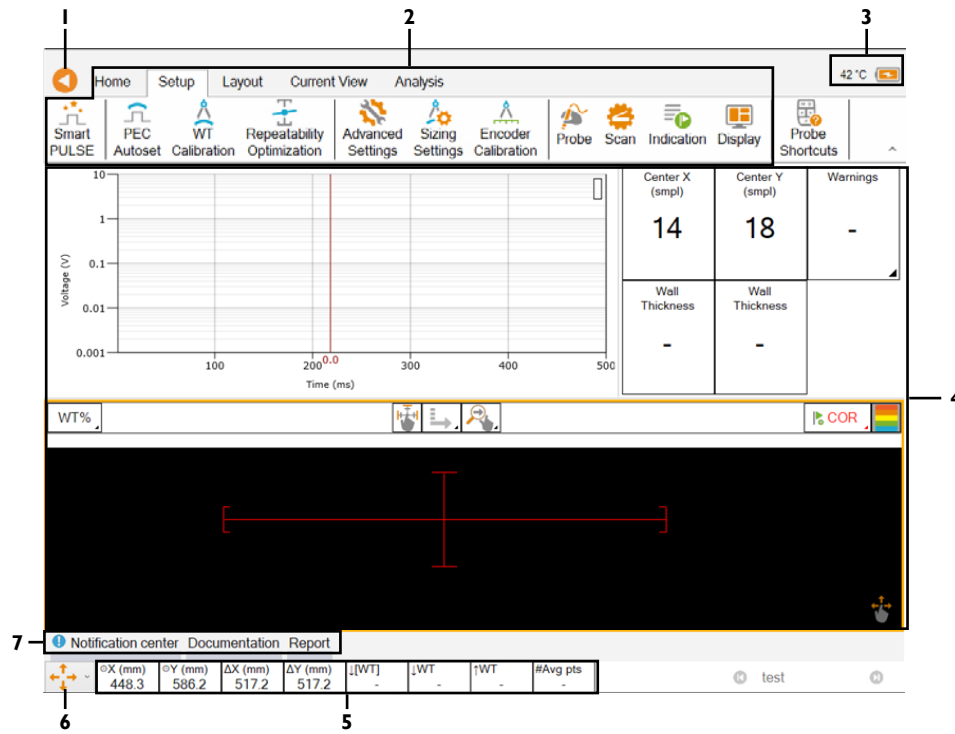 1 2 3
42 °C
Home Setup Layout Current View Analysis
Smart PEC WT Repeatability Advanced Sizing Encoder Probe Scan Indication Display Probe
PULSE Autoset Calibration Optimization Settings Settings Calibration Shortcuts
10
1
0.1
0.01
0.001
Voltage (V)
100 200 0.0 300 400 500
Time (ms)
Center X
(smpl)
14
Center Y
(smpl)
18
Warnings
-
Wall
Thickness
-
Wall
Thickness
-
4
WT% COR
7
Notification center Documentation Report
⊙X (mm) ⊙Y (mm) ΔX (mm) ΔY (mm) ↓[WT] ↓WT ↑WT #Avg pts
448.3 586.2 517.2 517.2 - - - -
test
6 5